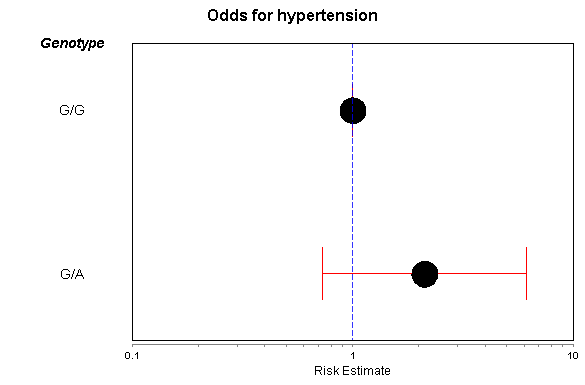 Odds for hypertension
Genotype
G/G
G/A
0.1 1 10
Risk Estimate